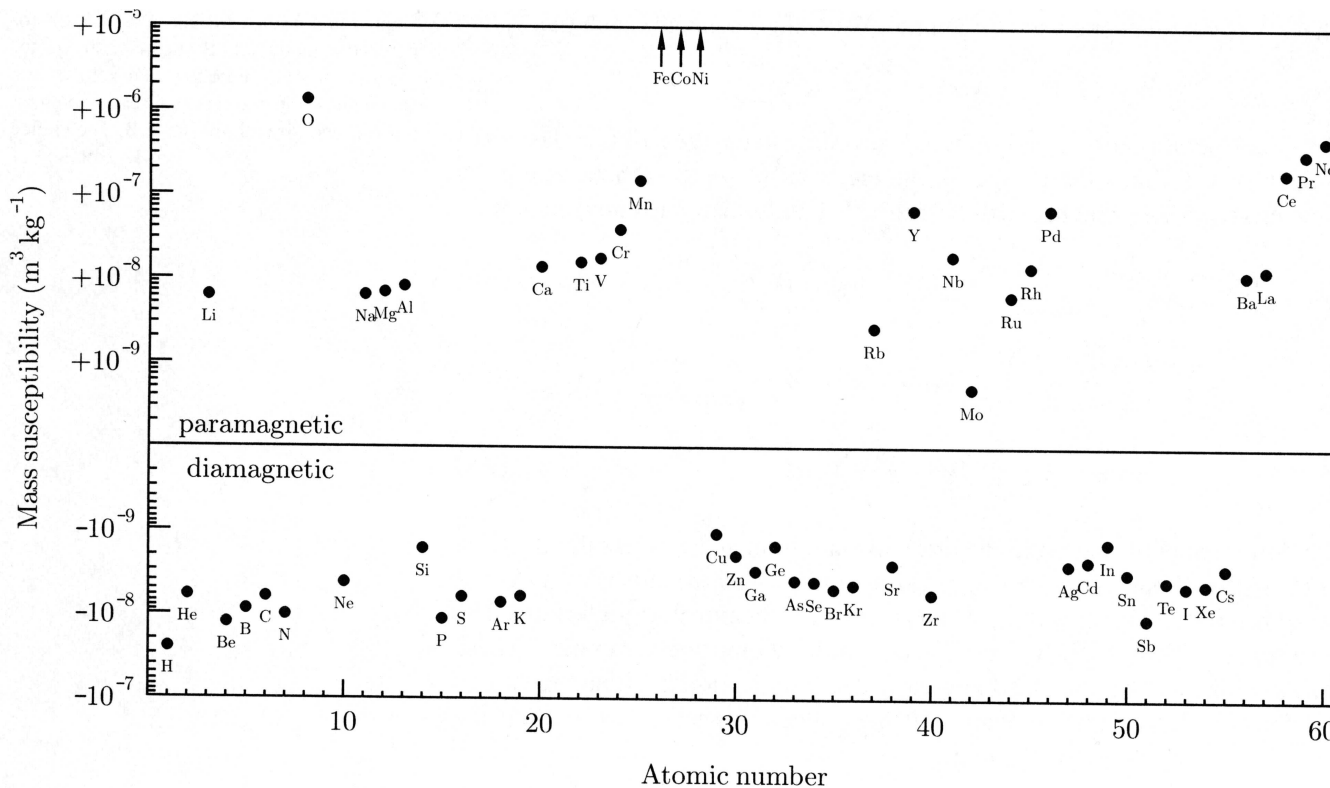 +10⁻⁵
Fe Co Ni
+10⁻⁶
O
+10⁻⁷
Mn
Cr
Ce
Pr
Y
Pd
+10⁻⁸
Li
Na Mg Al
Ca
Ti V
Nb
Ru
Rh
Ba La
+10⁻⁹
Rb
Mo
Mass susceptibility (m³ kg⁻¹)
paramagnetic
diamagnetic
-10⁻⁹
Si
Cu
Zn
Ga
Ge
As Se Br Kr
Sr
Zr
Ag Cd
In
Sn
Sb
Te I Xe
Cs
-10⁻⁸
H
He
Be
B
C
N
Ne
P
S
Ar K
-10⁻⁷
10 20 30 40 50 60
Atomic number